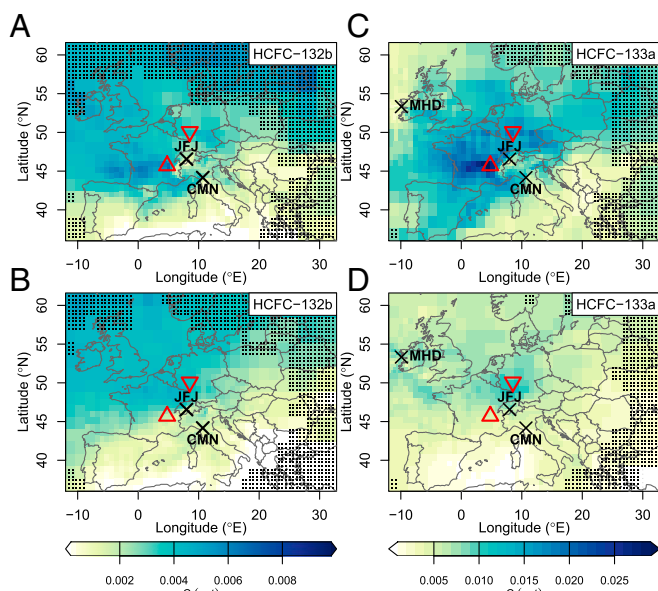 A
C
HCFC-132b
HCFC-133a
60
55
50
45
40
Latitude (°N)
JFJ
CMN
−10
0
10
20
30
Longitude (°E)
60
55
50
45
40
Latitude (°N)
MHD
JFJ
CMN
−10
0
10
20
30
Longitude (°E)
B
D
HCFC-132b
HCFC-133a
60
55
50
45
40
Latitude (°N)
JFJ
CMN
−10
0
10
20
30
Longitude (°E)
60
55
50
45
40
Latitude (°N)
MHD
JFJ
CMN
−10
0
10
20
30
Longitude (°E)
0.002
0.004
0.006
0.008
0.005
0.010
0.015
0.020
0.025